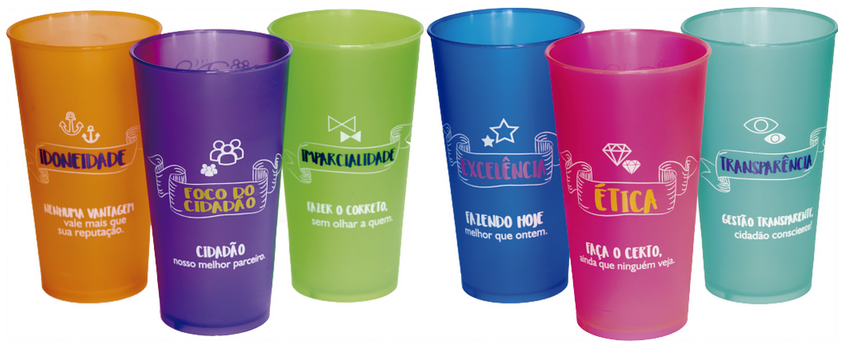 IDONEIDADE
NENHUMA VANTAGEM
vale mais que
sua reputação.
FOCO DO
CIDADÃO
CIDADÃO
nosso melhor parceiro.
IMPARCIALIDADE
FAZER O CORRETO,
sem olhar a quem.
EXCELÊNCIA
FAZENDO HOJE
melhor que ontem.
ÉTICA
FAÇA O CERTO,
ainda que ninguém veja.
TRANSPARÊNCIA
GESTÃO TRANSPARENTE,
cidadão consciente!